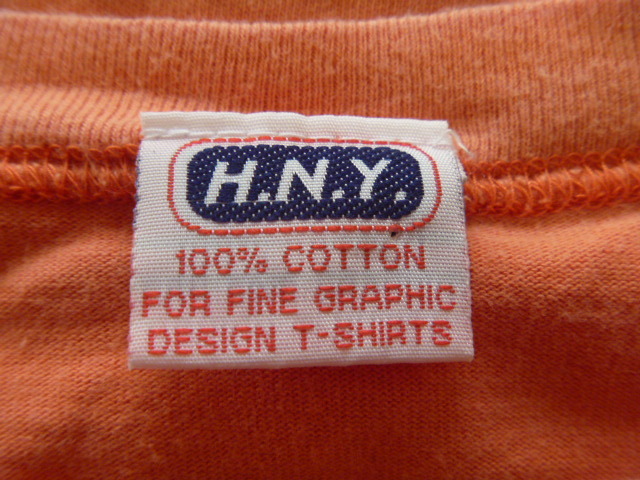 H.N.Y.
100% COTTON
FOR FINE GRAPHIC
DESIGN T-SHIRTS